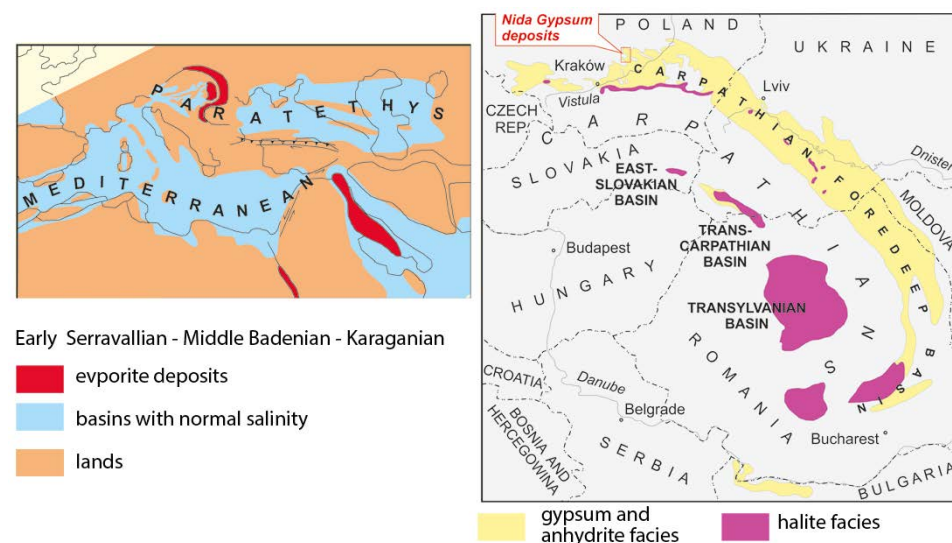 PARATETHYS
MEDITERRANEAN
Early Serravallian - Middle Badenian - Karaganian
evporite deposits
basins with normal salinity
lands
Nida Gypsum
deposits
POLAND
UKRAINE
Kraków
CARPATHIAN FOREDEEP BASIN
Lviv
Vistula
CZECH
REP
CARPATHIANS
SLOVAKIA
Dnister
EAST-
SLOVAKIAN
BASIN
MOLDOVA
TRANS-
CARPATHIAN
BASIN
Budapest
HUNGARY
TRANSYLVANIAN
BASIN
ROMANIA
CROATIA
Danube
Belgrade
BOSNIA AND
HERCEGOWINA
SERBIA
Bucharest
BULGARIA
gypsum and
anhydrite facies
halite facies